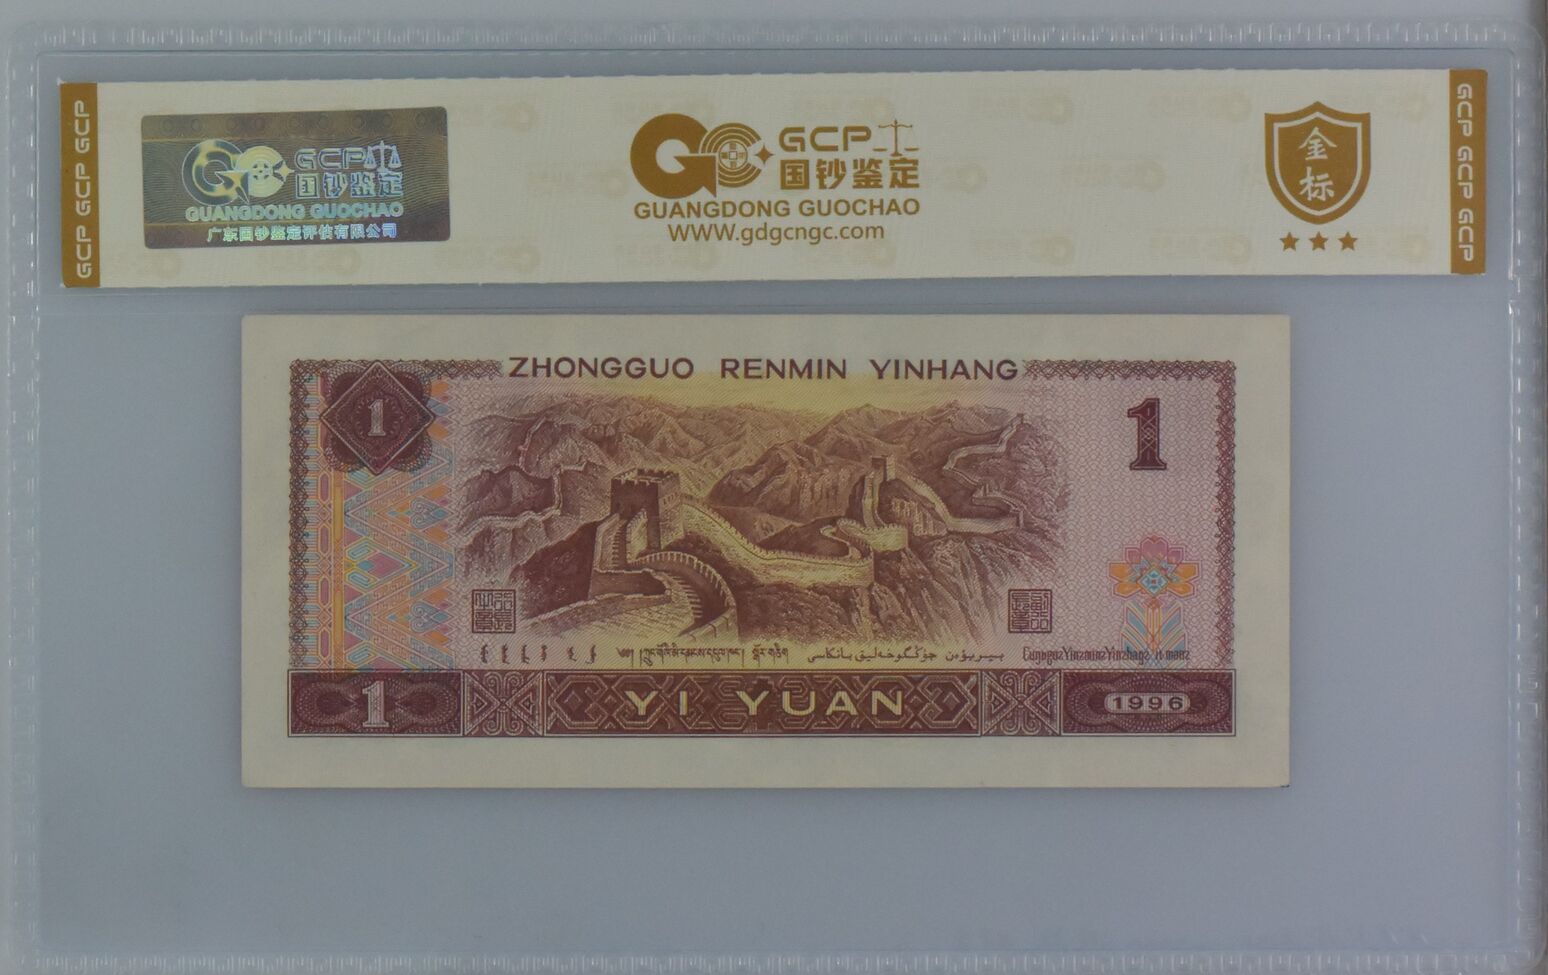 GCP GCP GCP
GCP
国钞鉴定
GUANGDONG GUOCHAO
广东国钞鉴定评估有限公司
GCP
国钞鉴定
GUANGDONG GUOCHAO
WWW.gdgcngc.com
金标
GCP GCP GCP
ZHONGGUO RENMIN YINHANG
1
1
1
YI YUAN
1996